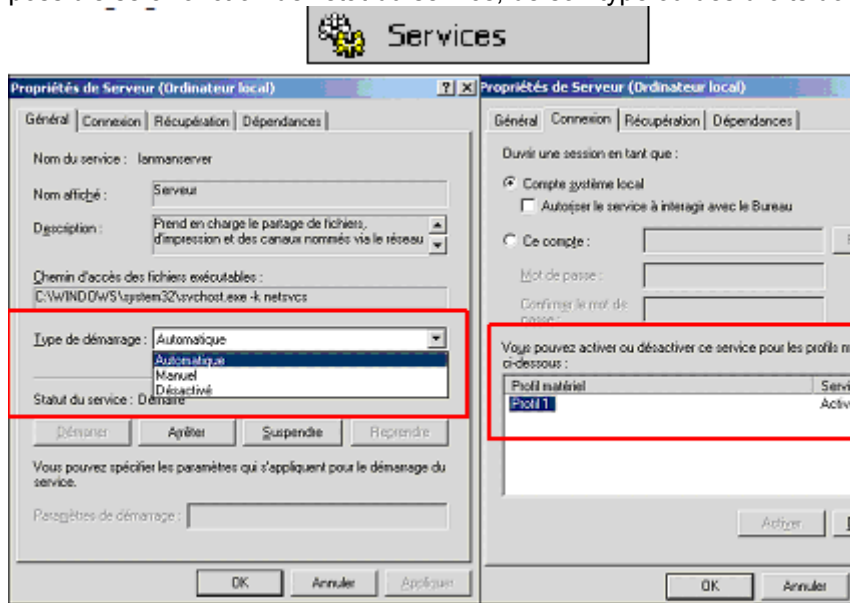 Services
Propriétés de Serveur (Ordinateur local)
Général Connexion Récupération Dépendances
Nom du service : lanmanserver
Nom affiché : Serveur
Description : Prend en charge le partage de fichiers,
d'impression et des canaux nommés via le réseau
Chemin d'accès des fichiers exécutables :
C:\WINDOWS\system32\svchost.exe -k netsvcs
Type de démarrage : Automatique
Automatique
Manuel
Désactivé
Statut du service : Démarré
Démarrer Arrêter Suspendre Reprendre
Vous pouvez spécifier les paramètres qui s'appliquent pour le démarrage du
service.
Paramètres de démarrage :
OK Annuler Appliquer
Propriétés de Serveur (Ordinateur local)
Général Connexion Récupération Dépendances
Ouvrir une session en tant que :
Compte système local
Autoriser le service à interagir avec le Bureau
Ce compte :
Mot de passe :
Confirmer le mot de
passe :
Vous pouvez activer ou désactiver ce service pour les profils
ci-dessous :
Profil matériel Servi
Profil 1 Activ
Activer
OK Annuler